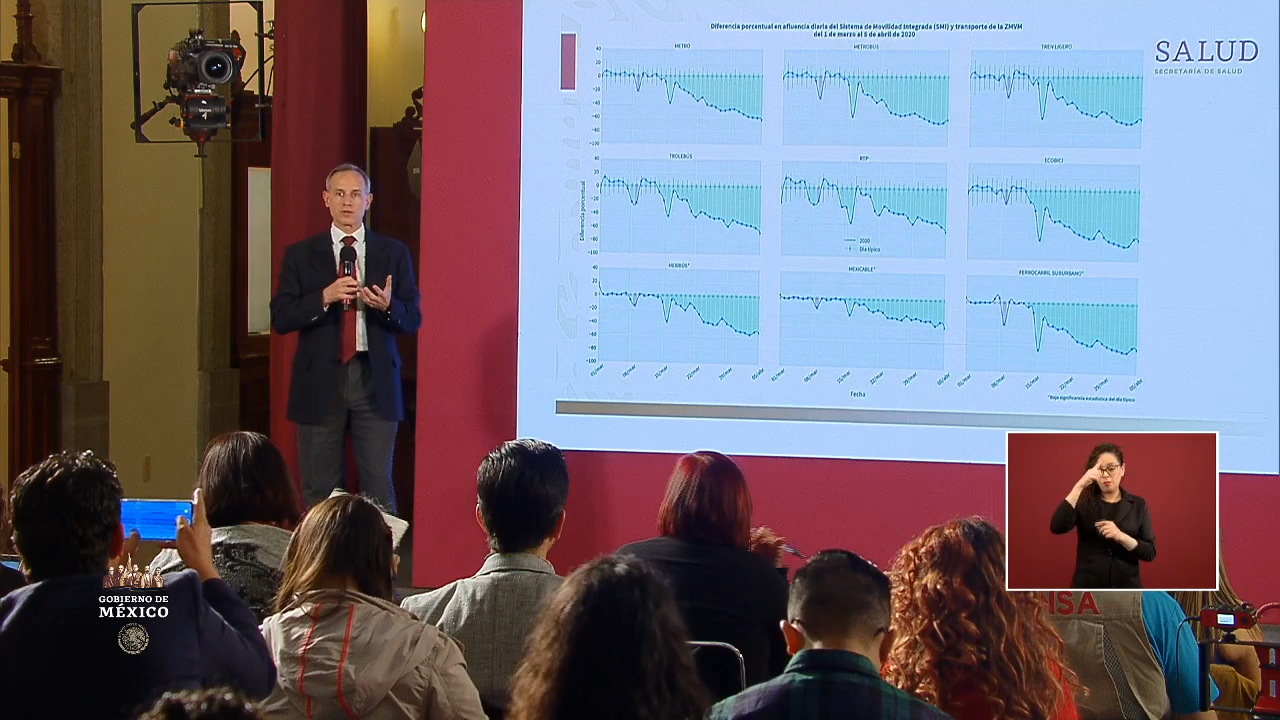 Diferencia porcentual en afluencia diaria del Sistema de Movilidad Integrada (SMI) y transporte de la ZMVM
del 1 de marzo al 5 de abril de 2020
SALUD
SECRETARÍA DE SALUD
METRO
METROBÚS
TREN LIGERO
TROLEBÚS
RTP
ECOBICI
2020
Día típico
MEXIBÚS*
MEXICABLE*
FERROCARRIL SUBURBANO*
Diferencia porcentual
Fecha
*Baja significancia estadística del día típico
GOBIERNO DE
MÉXICO
ISA